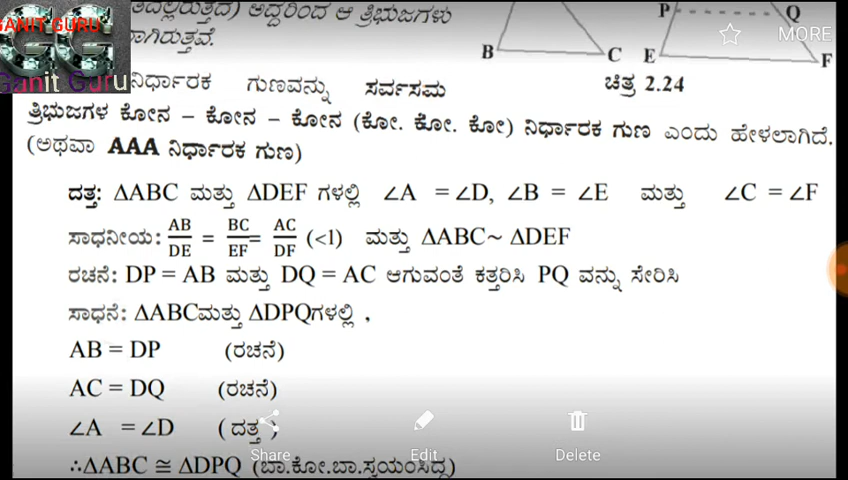 GANIT GURU
GG
Ganit Guru
ಅದ್ದರಿಂದ ಆ ತ್ರಿಭುಜಗಳು
P Q
MORE
B C E F
ನಿರ್ಧಾರಕ ಗುಣವನ್ನು ಸರ್ವಸಮ ಚಿತ್ರ 2.24
ತ್ರಿಭುಜಗಳ ಕೋನ – ಕೋನ – ಕೋನ (ಕೋ. ಕೋ. ಕೋ) ನಿರ್ಧಾರಕ ಗುಣ ಎಂದು ಹೇಳಲಾಗಿದೆ.
(ಅಥವಾ AAA ನಿರ್ಧಾರಕ ಗುಣ)
ದತ್ತ: ΔABC ಮತ್ತು ΔDEF ಗಳಲ್ಲಿ ∠A =∠D, ∠B = ∠E ಮತ್ತು ∠C = ∠F
ಸಾಧನೀಯ: AB/DE = BC/EF = AC/DF (<1) ಮತ್ತು ΔABC~ ΔDEF
ರಚನೆ: DP = AB ಮತ್ತು DQ = AC ಆಗುವಂತೆ ಕತ್ತರಿಸಿ PQ ವನ್ನು ಸೇರಿಸಿ
ಸಾಧನೆ: ΔABCಮತ್ತು ΔDPQಗಳಲ್ಲಿ ,
AB = DP (ರಚನೆ)
AC = DQ (ರಚನೆ)
∠A =∠D ( ದತ್ತ )
Share Edit Delete
∴ΔABC ≅ ΔDPQ (ಬಾ.ಕೋ.ಬಾ.ಸ್ವಯಂಸಿದ್ಧ)